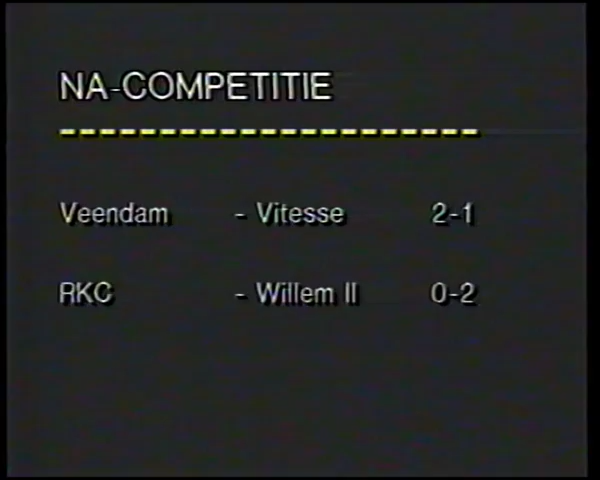 NA-COMPETITIE
Veendam - Vitesse 2-1
RKC - Willem II 0-2